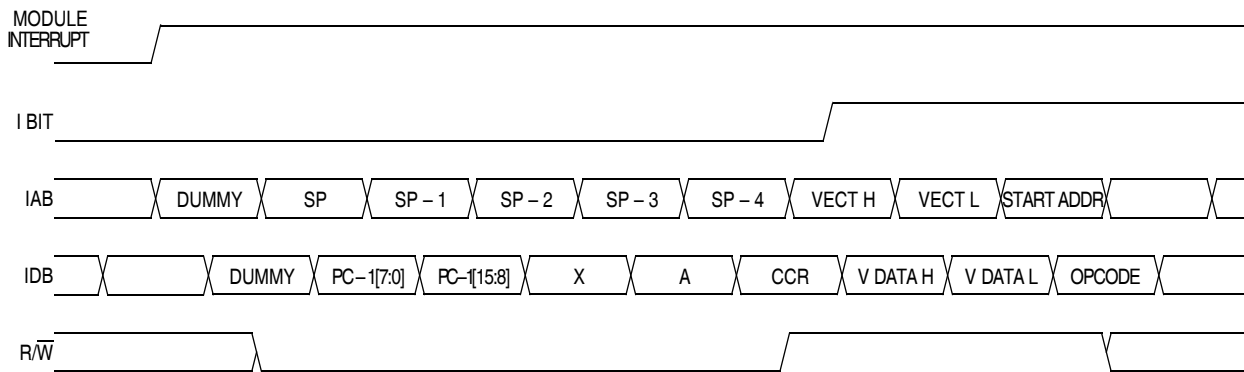 MODULE
INTERRUPT
I BIT
IAB DUMMY SP SP – 1 SP – 2 SP – 3 SP – 4 VECT H VECT L START ADDR
IDB DUMMY PC – 1[7:0] PC–1[15:8] X A CCR V DATA H V DATA L OPCODE
R/W̅